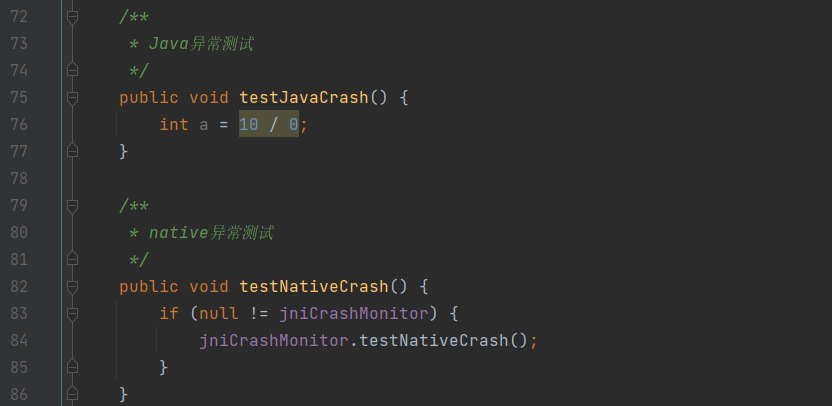 72 /**
73  * Java异常测试
74  */
75 public void testJavaCrash() {
76     int a = 10 / 0;
77 }
78
79 /**
80  * native异常测试
81  */
82 public void testNativeCrash() {
83     if (null != jniCrashMonitor) {
84         jniCrashMonitor.testNativeCrash();
85     }
86 }